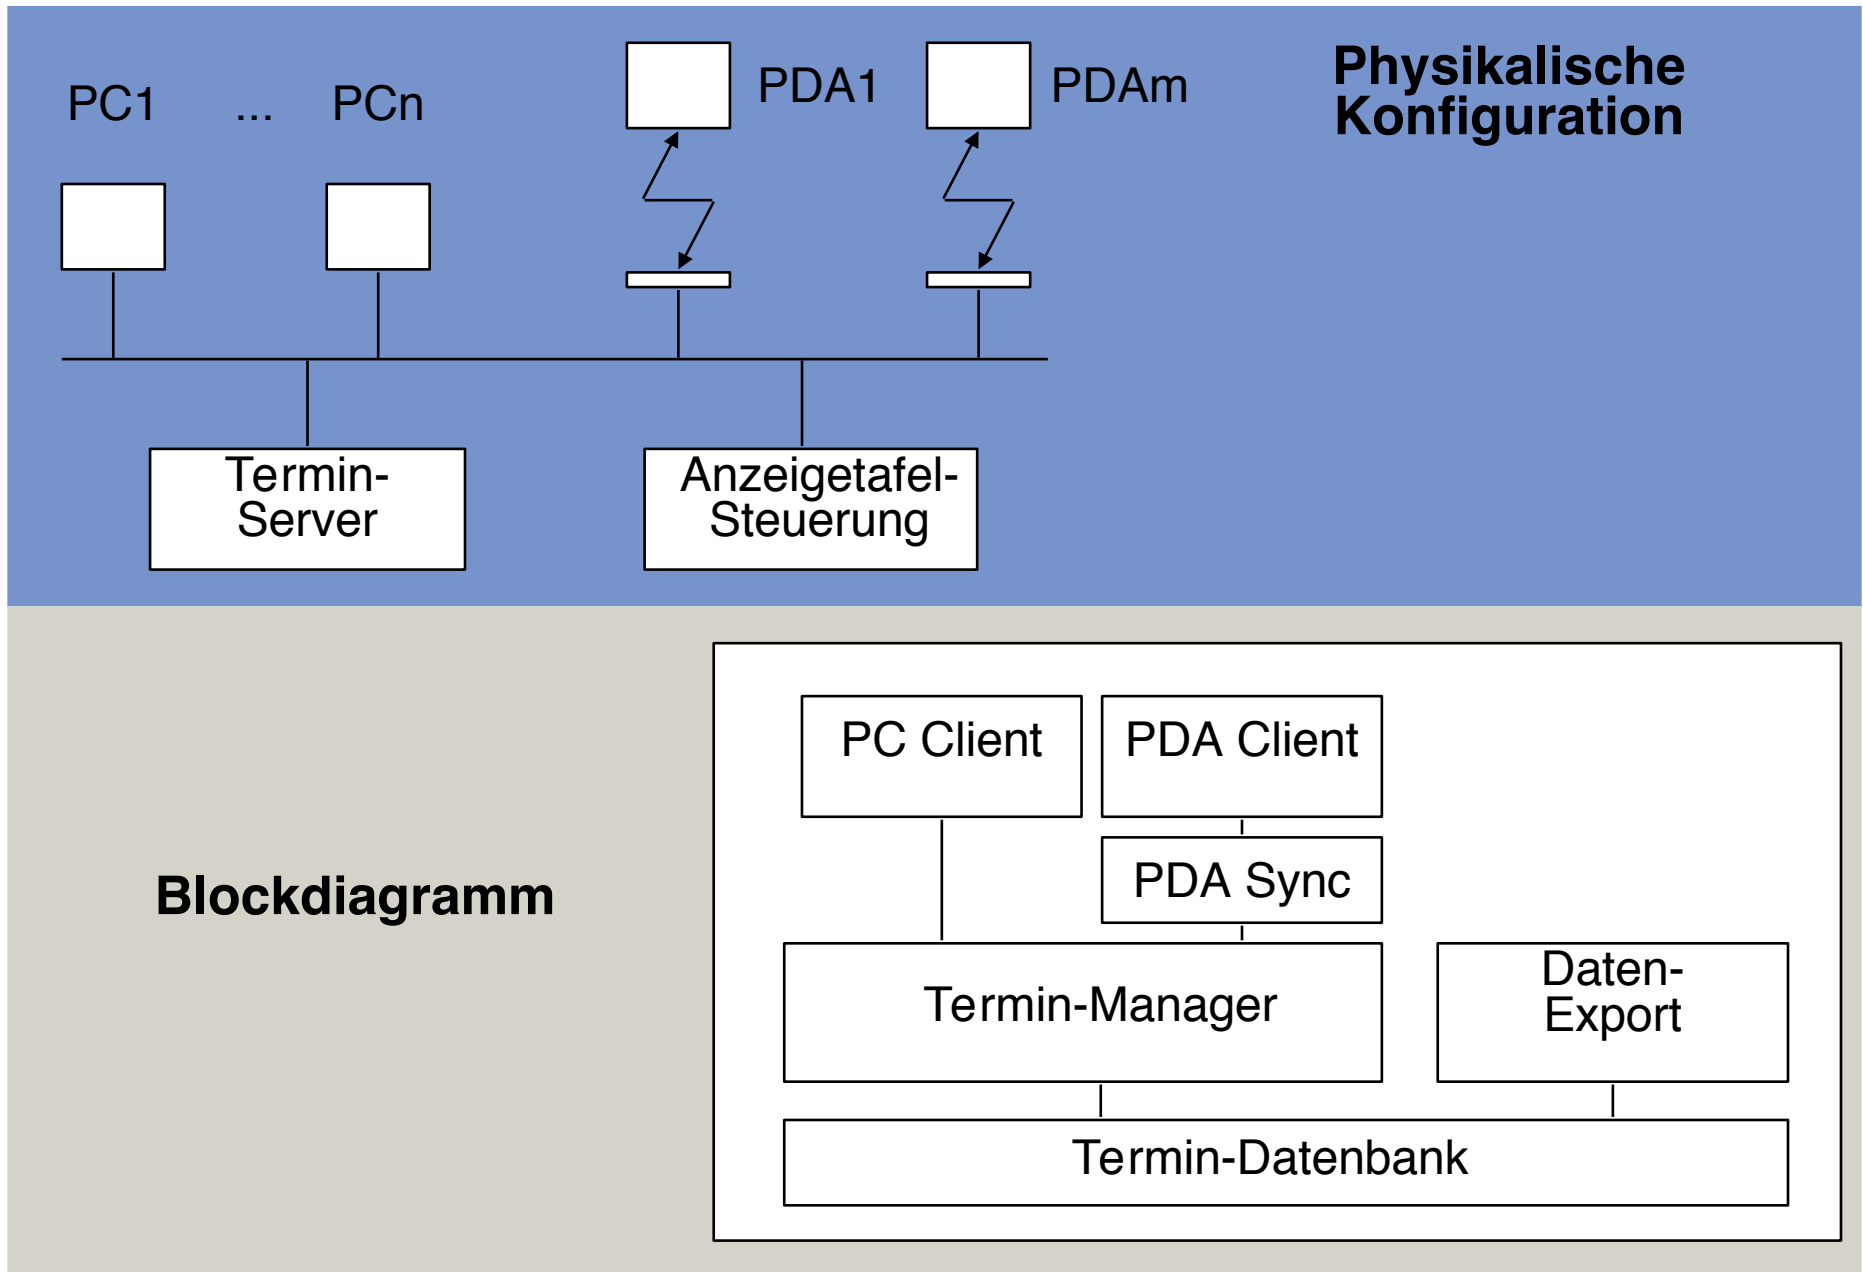 Physikalische
Konfiguration
PC1 ... PCn
PDA1
PDAm
Termin-
Server
Anzeigetafel-
Steuerung
Blockdiagramm
PC Client
PDA Client
PDA Sync
Termin-Manager
Daten-
Export
Termin-Datenbank